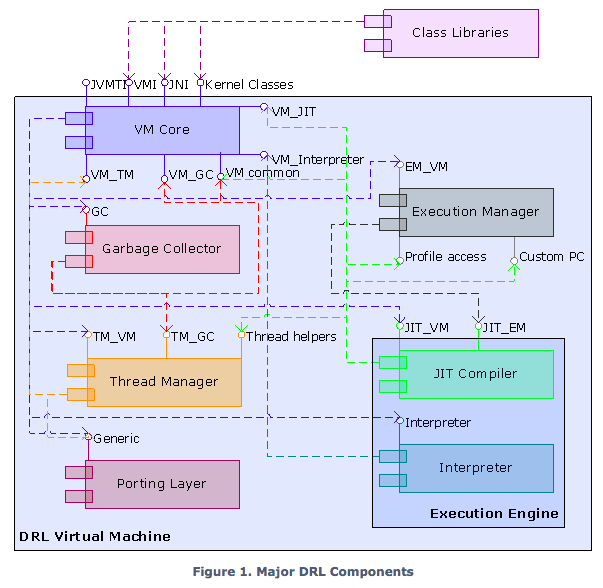 Class Libraries
JVMTI VMI JNI Kernel Classes
VM Core
VM_JIT
VM_Interpreter
VM_TM VM_GC VM common
EM_VM
GC
Execution Manager
Garbage Collector
Profile access Custom PC
TM_VM TM_GC Thread helpers
JIT_VM JIT_EM
Thread Manager
JIT Compiler
Generic
Interpreter
Porting Layer
Interpreter
Execution Engine
DRL Virtual Machine
Figure 1. Major DRL Components